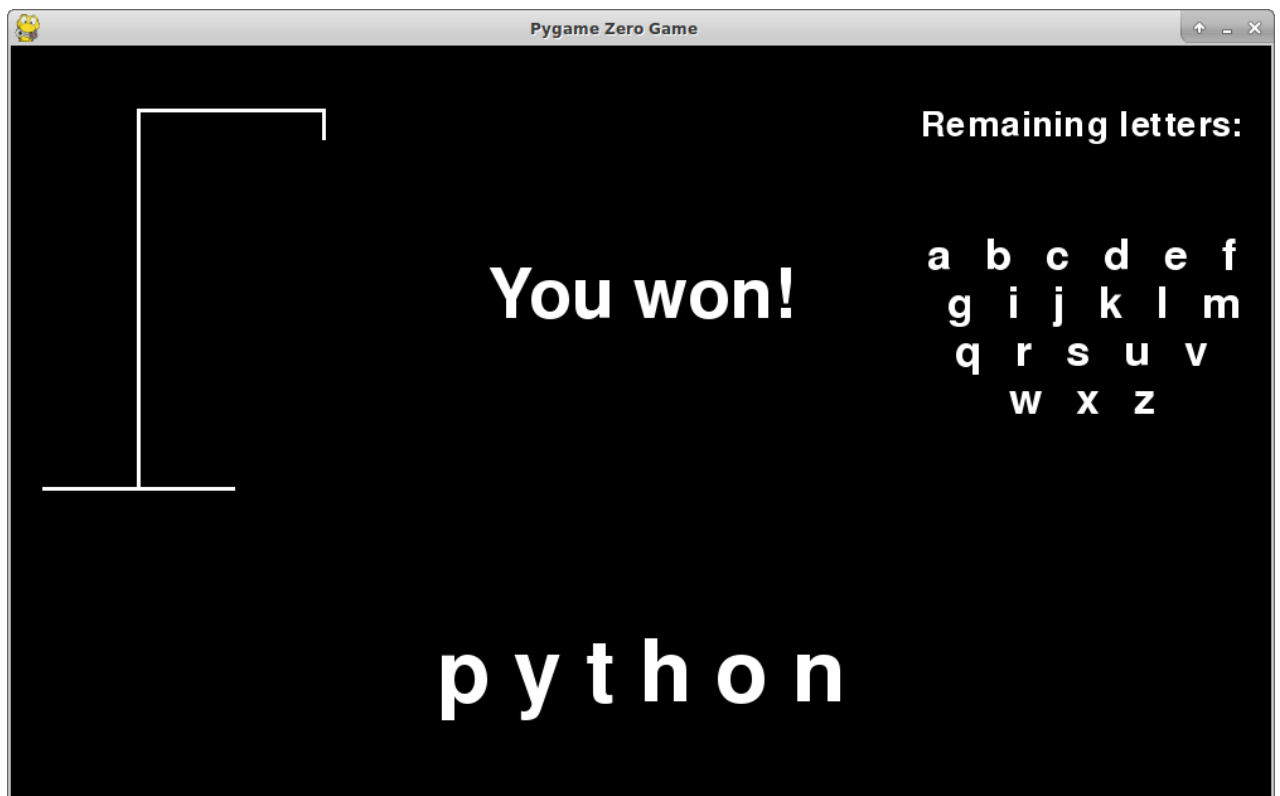 Pygame Zero Game
Remaining letters:
a b c d e f
g i j k l m
q r s u v
w x z
You won!
p y t h o n